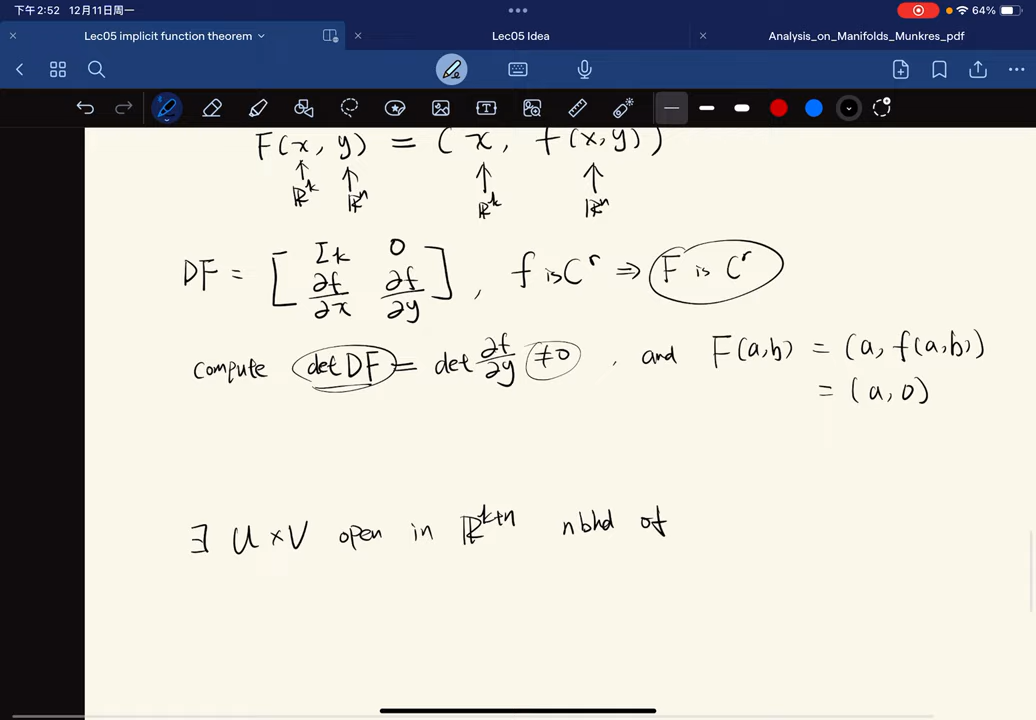 下午2:52 12月11日周一 64%
Lec05 implicit function theorem Lec05 Idea Analysis_on_Manifolds_Munkres_pdf
F(x, y) = (x, f(x,y))
ℝᵏ ℝⁿ ℝᵏ ℝⁿ
DF = [ Iₖ 0 ; ∂f/∂x ∂f/∂y ] , f is Cʳ ⇒ F is Cʳ
compute det DF = det ∂f/∂y ≠0 , and F(a,b) = (a, f(a,b))
= (a, 0)
∃ U×V open in ℝᵏ⁺ⁿ nbhd of